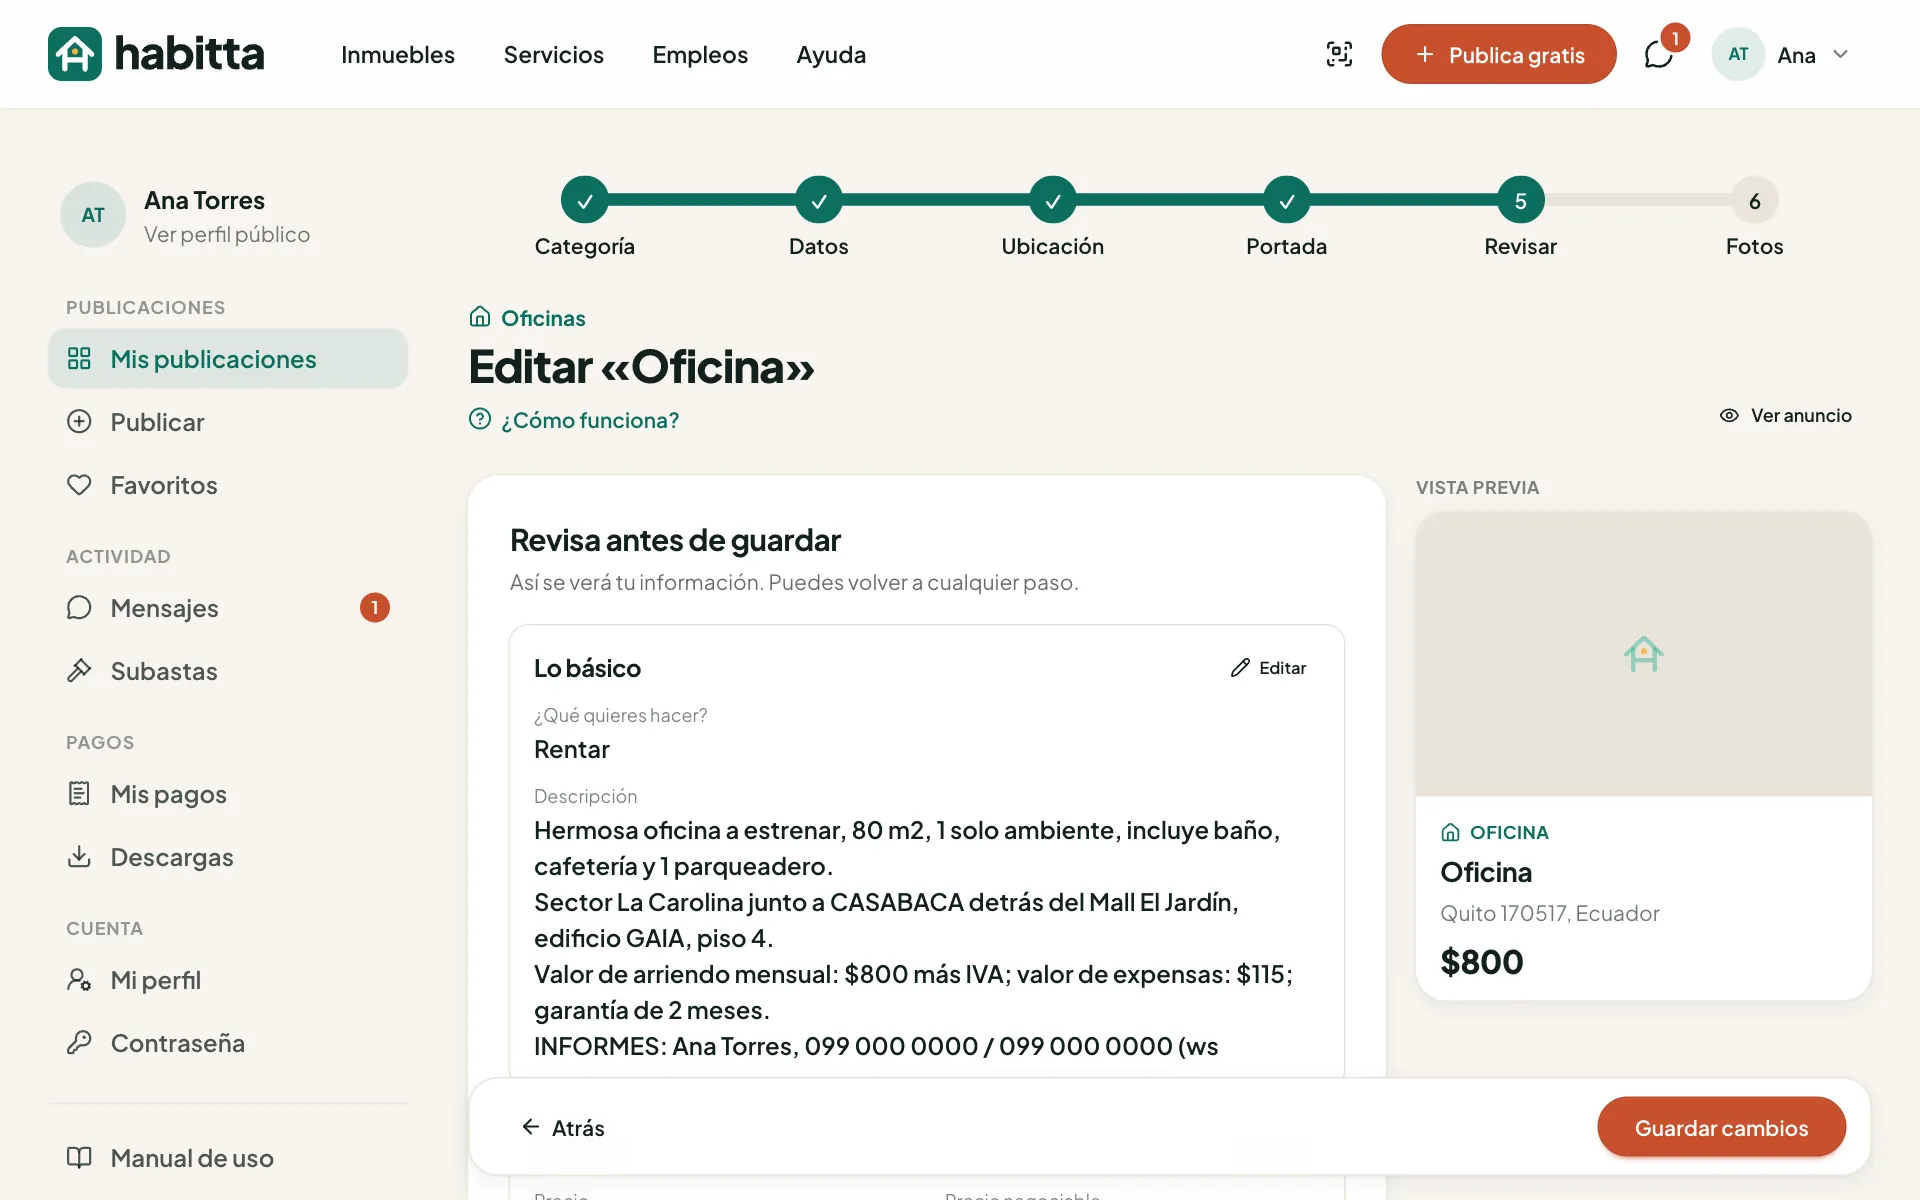 habitta
Inmuebles
Servicios
Empleos
Ayuda
Publica gratis
1
AT
Ana
AT
Ana Torres
Ver perfil público
PUBLICACIONES
Mis publicaciones
Publicar
Favoritos
ACTIVIDAD
Mensajes
1
Subastas
PAGOS
Mis pagos
Descargas
CUENTA
Mi perfil
Contraseña
Manual de uso
Categoría
Datos
Ubicación
Portada
5
Revisar
6
Fotos
Oficinas
Editar «Oficina»
¿Cómo funciona?
Ver anuncio
Revisa antes de guardar
Así se verá tu información. Puedes volver a cualquier paso.
Lo básico
Editar
¿Qué quieres hacer?
Rentar
Descripción
Hermosa oficina a estrenar, 80 m2, 1 solo ambiente, incluye baño,
cafetería y 1 parqueadero.
Sector La Carolina junto a CASABACA detrás del Mall El Jardín,
edificio GAIA, piso 4.
Valor de arriendo mensual: $800 más IVA; valor de expensas: $115;
garantía de 2 meses.
INFORMES: Ana Torres, 099 000 0000 / 099 000 0000 (ws
VISTA PREVIA
OFICINA
Oficina
Quito 170517, Ecuador
$800
Atrás
Guardar cambios
Precio
Precio negociable